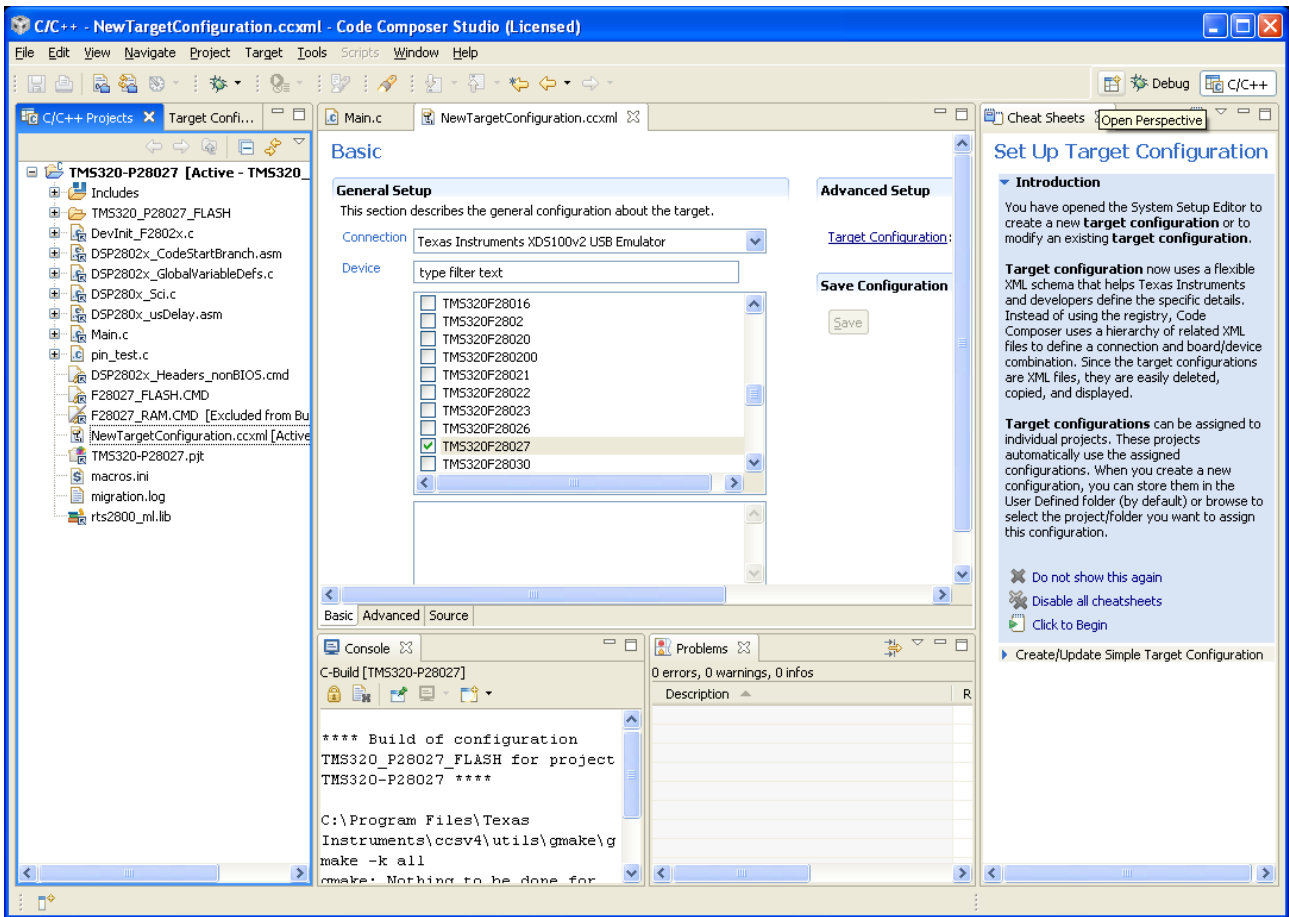 C/C++ - NewTargetConfiguration.ccxml - Code Composer Studio (Licensed)
File Edit View Navigate Project Target Tools Scripts Window Help
Debug C/C++
C/C++ Projects Target Confi...
TMS320-P28027 [Active - TMS320_
Includes
TMS320_P28027_FLASH
DevInit_F2802x.c
DSP2802x_CodeStartBranch.asm
DSP2802x_GlobalVariableDefs.c
DSP280x_Sci.c
DSP280x_usDelay.asm
Main.c
pin_test.c
DSP2802x_Headers_nonBIOS.cmd
F28027_FLASH.CMD
F28027_RAM.CMD [Excluded from Bu
NewTargetConfiguration.ccxml [Active
TMS320-P28027.pjt
macros.ini
migration.log
rts2800_ml.lib
Main.c NewTargetConfiguration.ccxml
Basic
General Setup
This section describes the general configuration about the target.
Connection Texas Instruments XDS100v2 USB Emulator
Device type filter text
TMS320F28016
TMS320F2802
TMS320F28020
TMS320F280200
TMS320F28021
TMS320F28022
TMS320F28023
TMS320F28026
TMS320F28027
TMS320F28030
Advanced Setup
Target Configuration:
Save Configuration
Save
Basic Advanced Source
Console
C-Build [TMS320-P28027]
**** Build of configuration
TMS320_P28027_FLASH for project
TMS320-P28027 ****
C:\Program Files\Texas
Instruments\ccsv4\utils\gmake\g
make -k all
gmake: Nothing to be done for
Problems
0 errors, 0 warnings, 0 infos
Description R
Cheat Sheets
Open Perspective
Set Up Target Configuration
Introduction
You have opened the System Setup Editor to
create a new target configuration or to
modify an existing target configuration.
Target configuration now uses a flexible
XML schema that helps Texas Instruments
and developers define the specific details.
Instead of using the registry, Code
Composer uses a hierarchy of related XML
files to define a connection and board/device
combination. Since the target configurations
are XML files, they are easily deleted,
copied, and displayed.
Target configurations can be assigned to
individual projects. These projects
automatically use the assigned
configurations. When you create a new
configuration, you can store them in the
User Defined folder (by default) or browse to
select the project/folder you want to assign
this configuration.
Do not show this again
Disable all cheatsheets
Click to Begin
Create/Update Simple Target Configuration